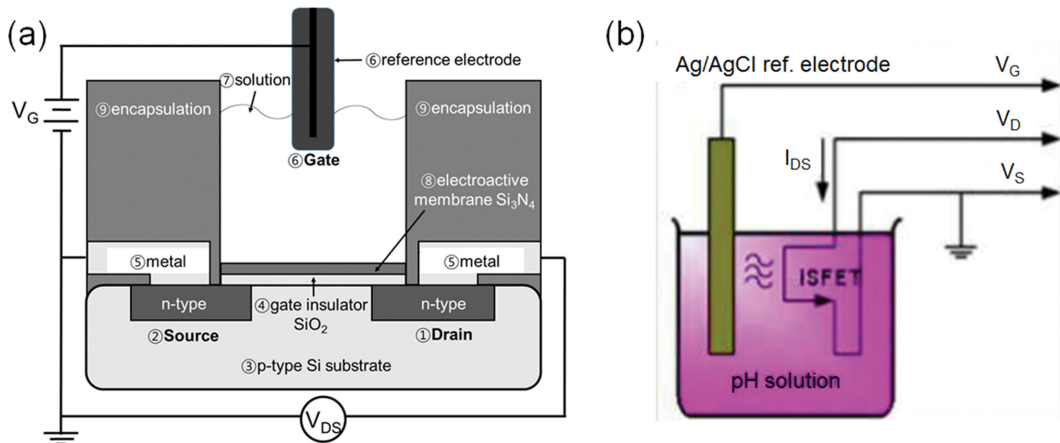 (a)
⑥reference electrode
⑦solution
V_G
⑨encapsulation
⑨encapsulation
⑥Gate
⑧electroactive
membrane Si₃N₄
⑤metal
⑤metal
n-type
④gate insulator
SiO₂
n-type
②Source
①Drain
③p-type Si substrate
V_DS
(b)
Ag/AgCl ref. electrode
V_G
V_D
I_DS
V_S
ISFET
pH solution